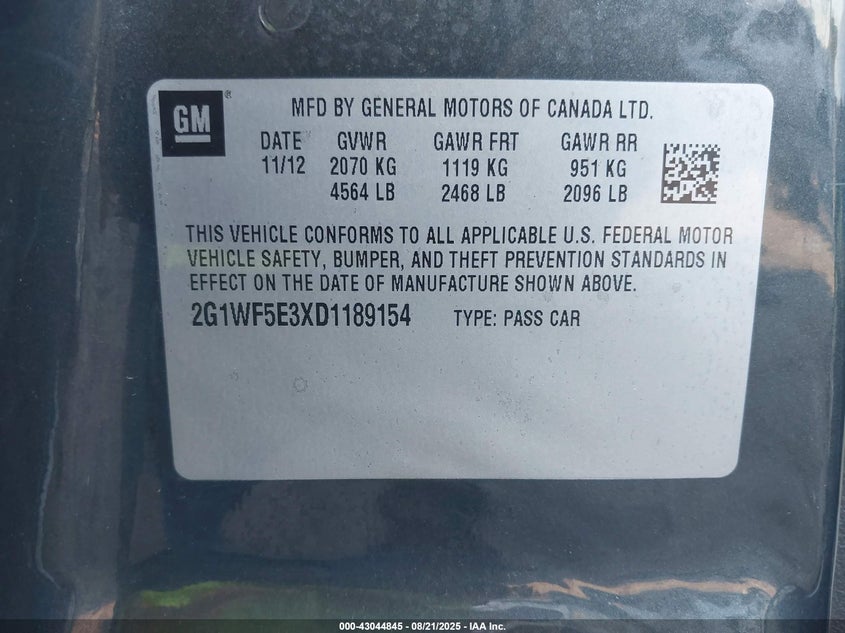 GM®
MFD BY GENERAL MOTORS OF CANADA LTD.
DATE GVWR GAWR FRT GAWR RR
11/12 2070 KG 1119 KG 951 KG
4564 LB 2468 LB 2096 LB
THIS VEHICLE CONFORMS TO ALL APPLICABLE U.S. FEDERAL MOTOR
VEHICLE SAFETY, BUMPER, AND THEFT PREVENTION STANDARDS IN
EFFECT ON THE DATE OF MANUFACTURE SHOWN ABOVE.
2G1WF5E3XD1189154 TYPE: PASS CAR
000-43044845 - 08/21/2025 - IAA Inc.